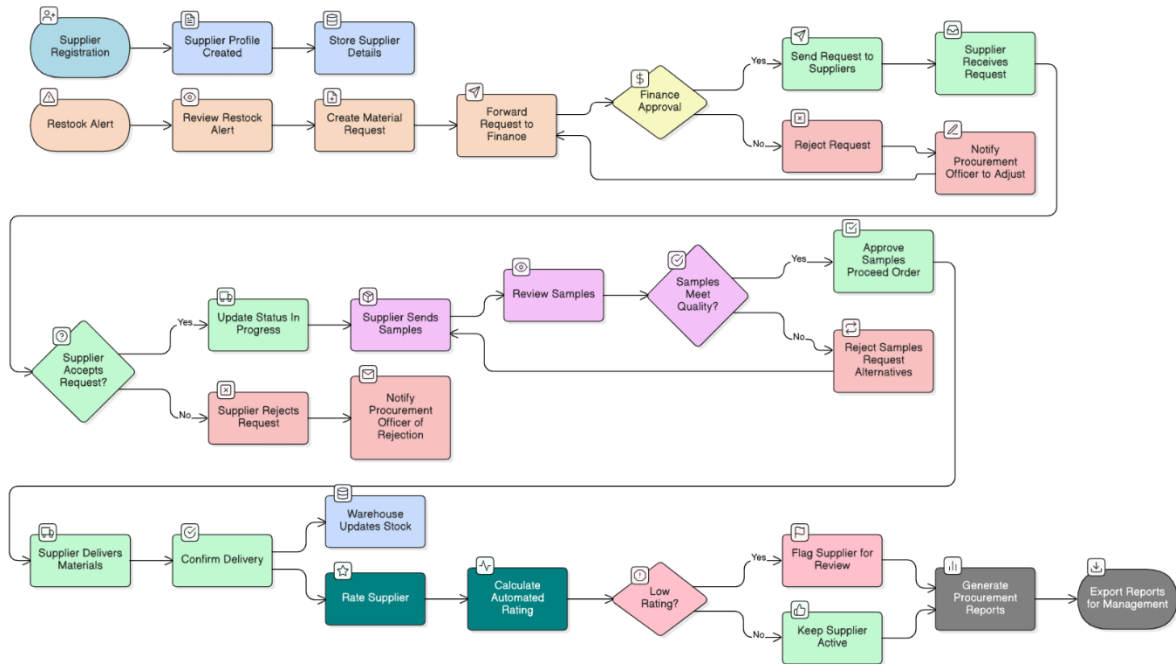 Supplier
Registration
Supplier Profile
Created
Store Supplier
Details
Restock Alert
Review Restock
Alert
Create Material
Request
Forward
Request to
Finance
Finance
Approval
Yes
Send Request to
Suppliers
Supplier
Receives
Request
No
Reject Request
Notify
Procurement
Officer to Adjust
Supplier
Accepts
Request?
Yes
Update Status In
Progress
Supplier Sends
Samples
Review Samples
Samples
Meet
Quality?
Yes
Approve
Samples
Proceed Order
No
Reject Samples
Request
Alternatives
No
Supplier Rejects
Request
Notify
Procurement
Officer of
Rejection
Supplier Delivers
Materials
Confirm Delivery
Warehouse
Updates Stock
Rate Supplier
Calculate
Automated
Rating
Low
Rating?
Yes
Flag Supplier for
Review
No
Keep Supplier
Active
Generate
Procurement
Reports
Export Reports
for Management